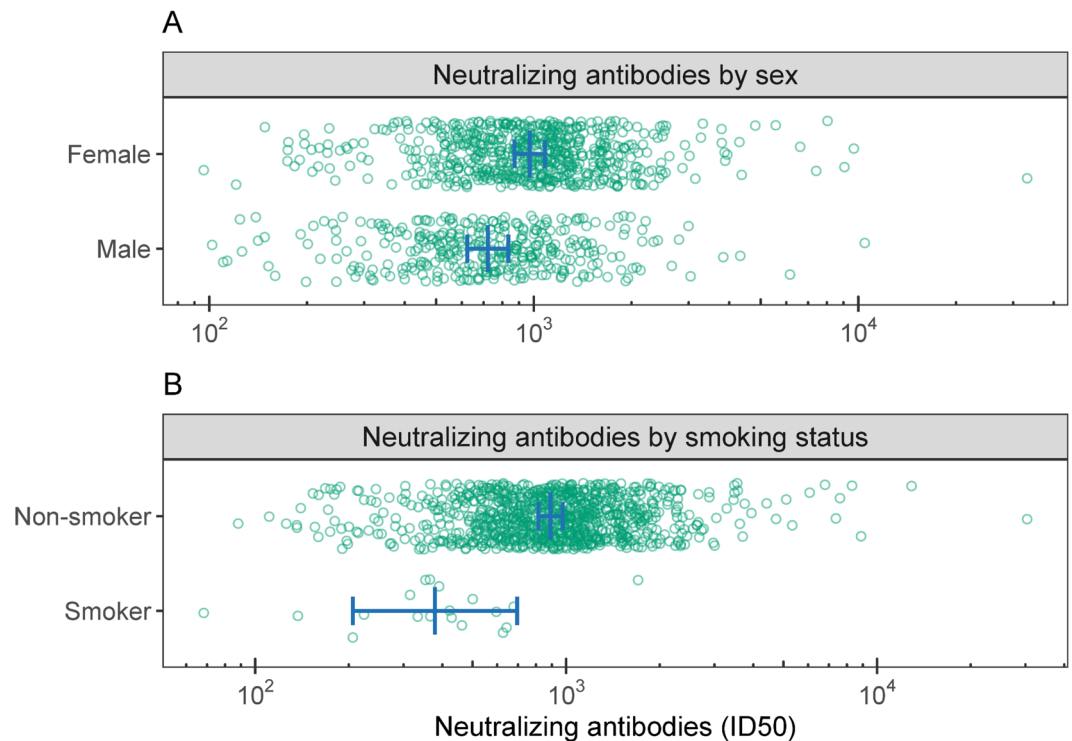 A
Neutralizing antibodies by sex
Female
Male
10² 10³ 10⁴
B
Neutralizing antibodies by smoking status
Non-smoker
Smoker
10² 10³ 10⁴
Neutralizing antibodies (ID50)